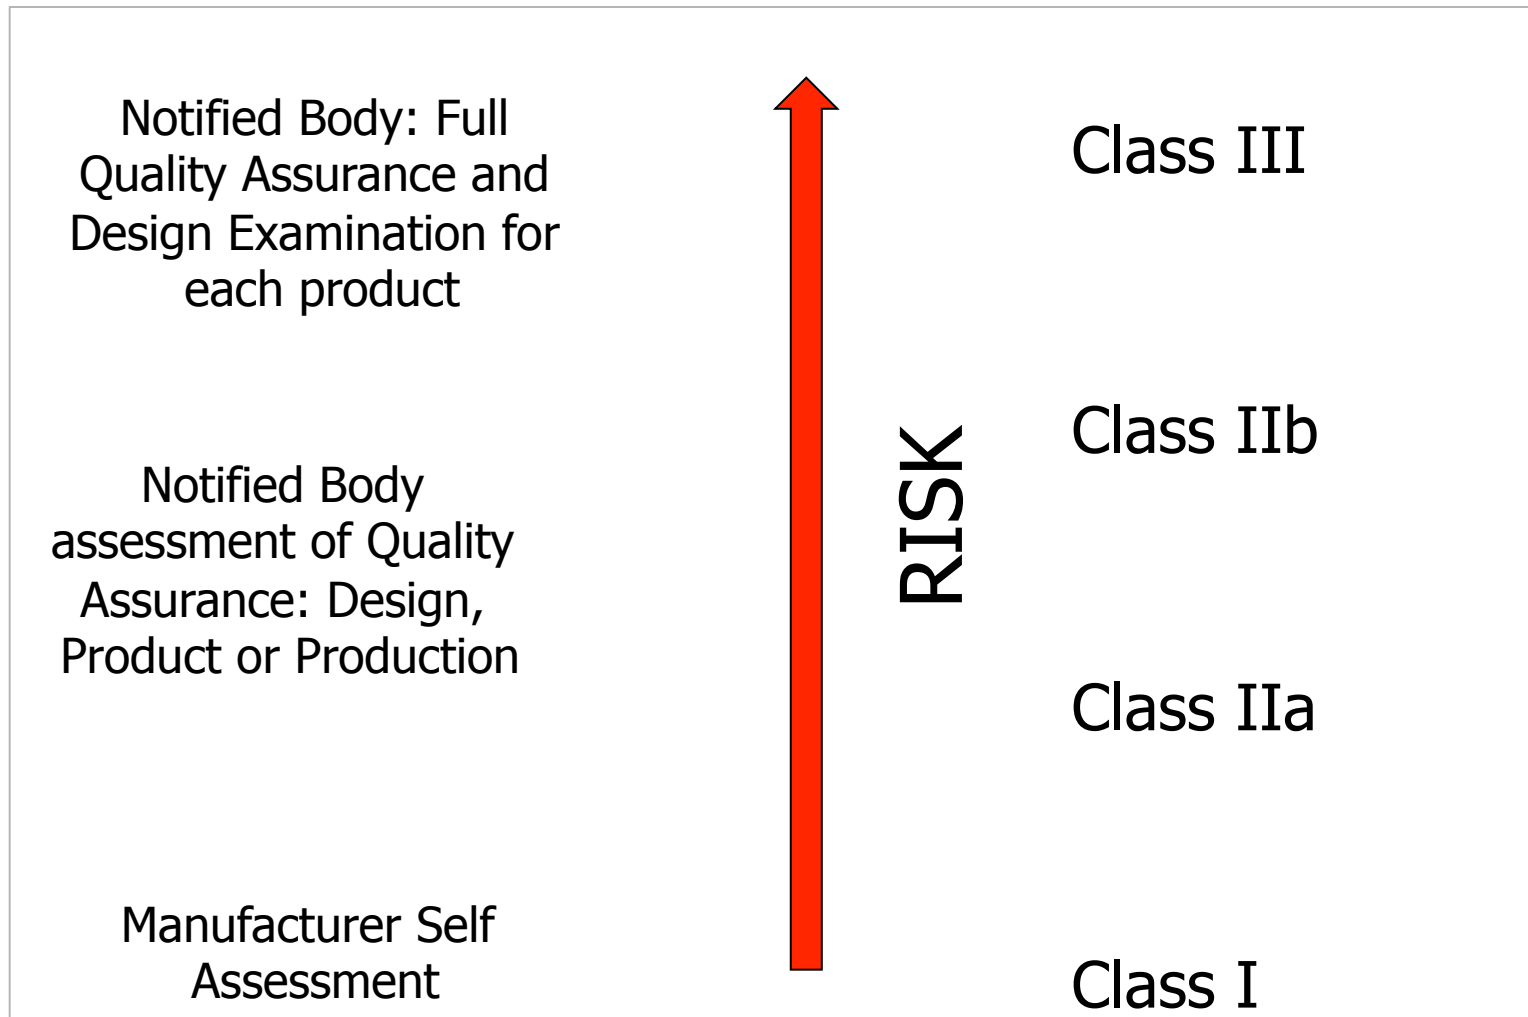 Notified Body: Full
Quality Assurance and
Design Examination for
each product
Notified Body
assessment of Quality
Assurance: Design,
Product or Production
Manufacturer Self
Assessment
RISK
Class III
Class IIb
Class IIa
Class I